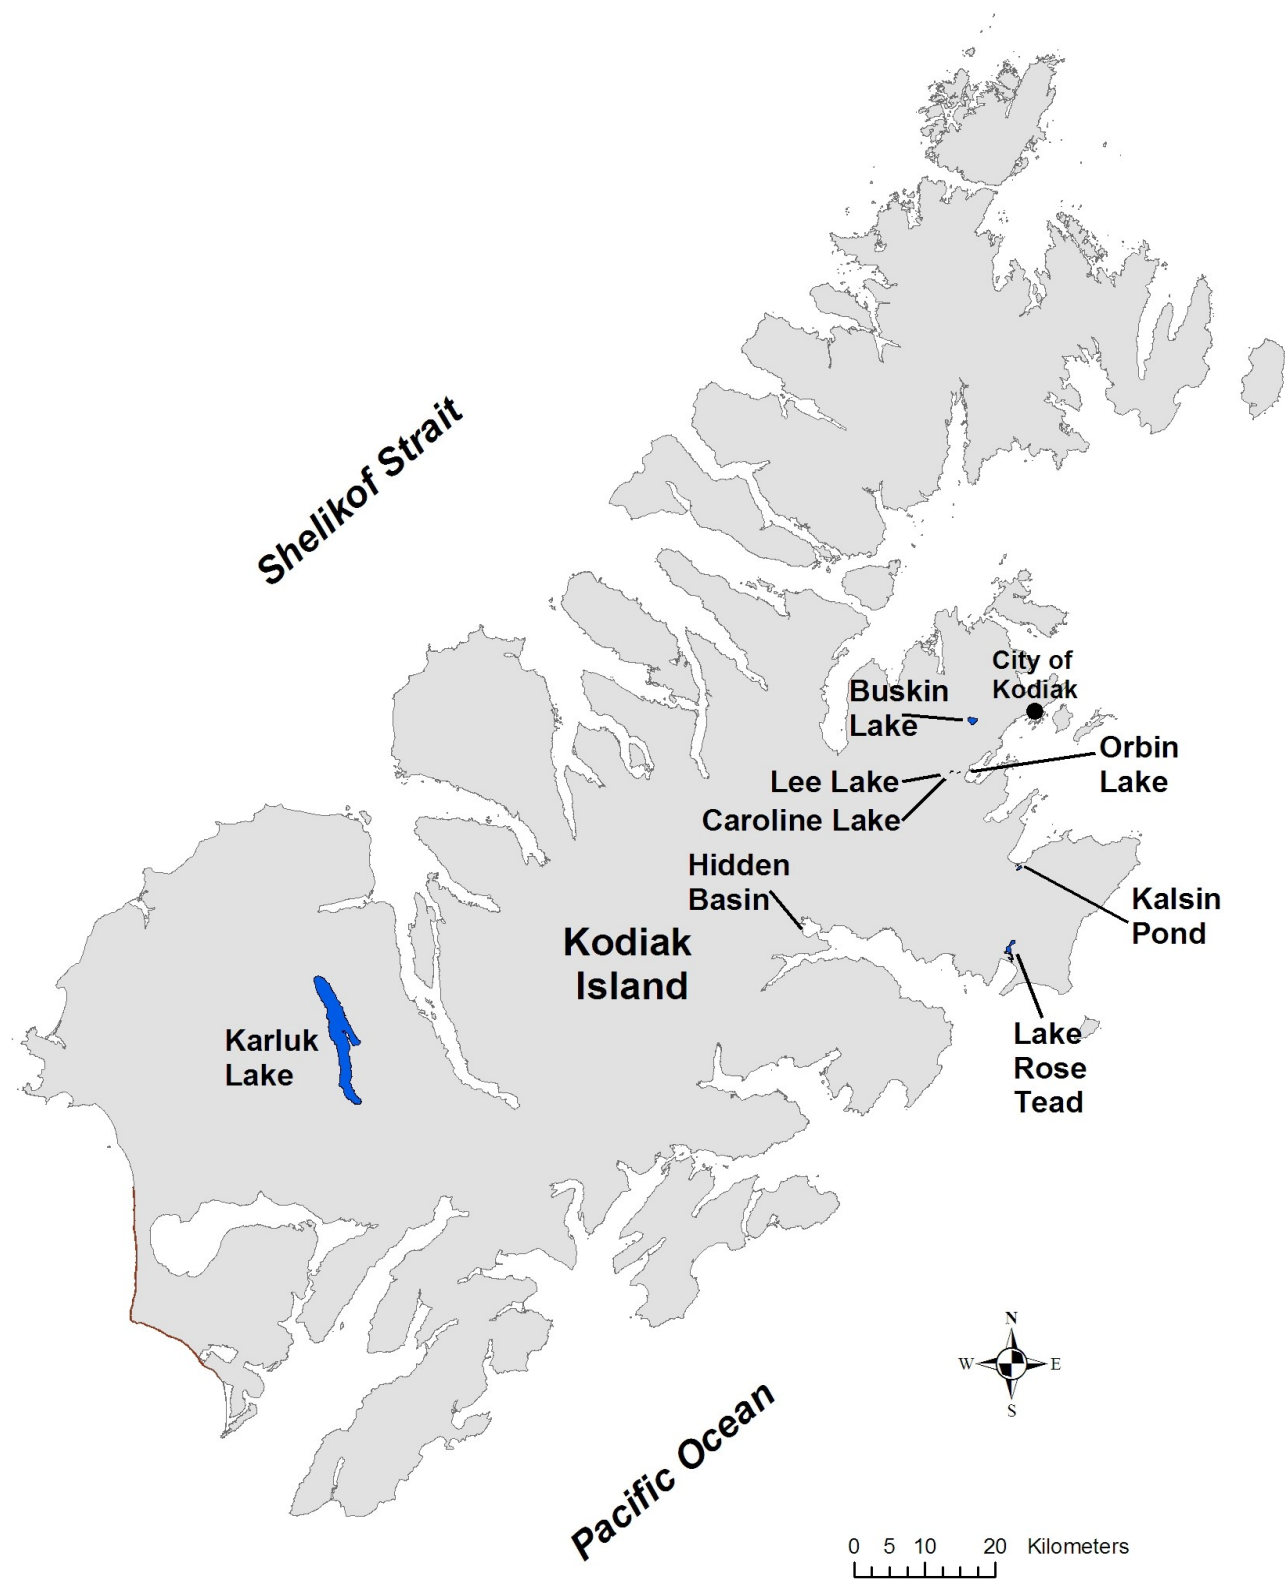 Shelikof Strait
City of
Kodiak
Buskin
Lake
Orbin
Lake
Lee Lake
Caroline Lake
Hidden
Basin
Kalsin
Pond
Kodiak
Island
Karluk
Lake
Lake
Rose
Tead
N
W E
S
Pacific Ocean
0 5 10 20 Kilometers